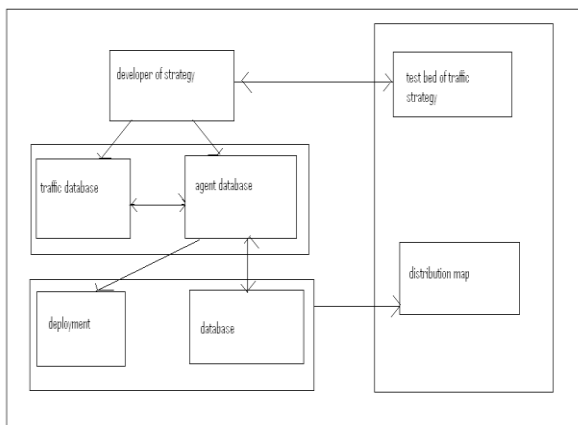 developer of strategy
test bed of traffic
strategy
traffic database
agent database
distribution map
deployment
database